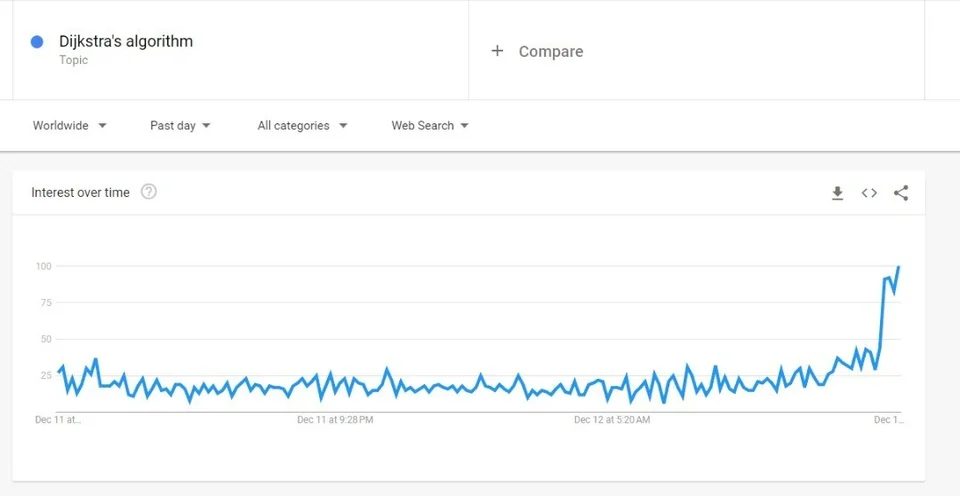 Dijkstra's algorithm
Topic
+ Compare
Worldwide Past day All categories Web Search
Interest over time ?
100
75
50
25
Dec 11 at... Dec 11 at 9:28 PM Dec 12 at 5:20 AM Dec 1...